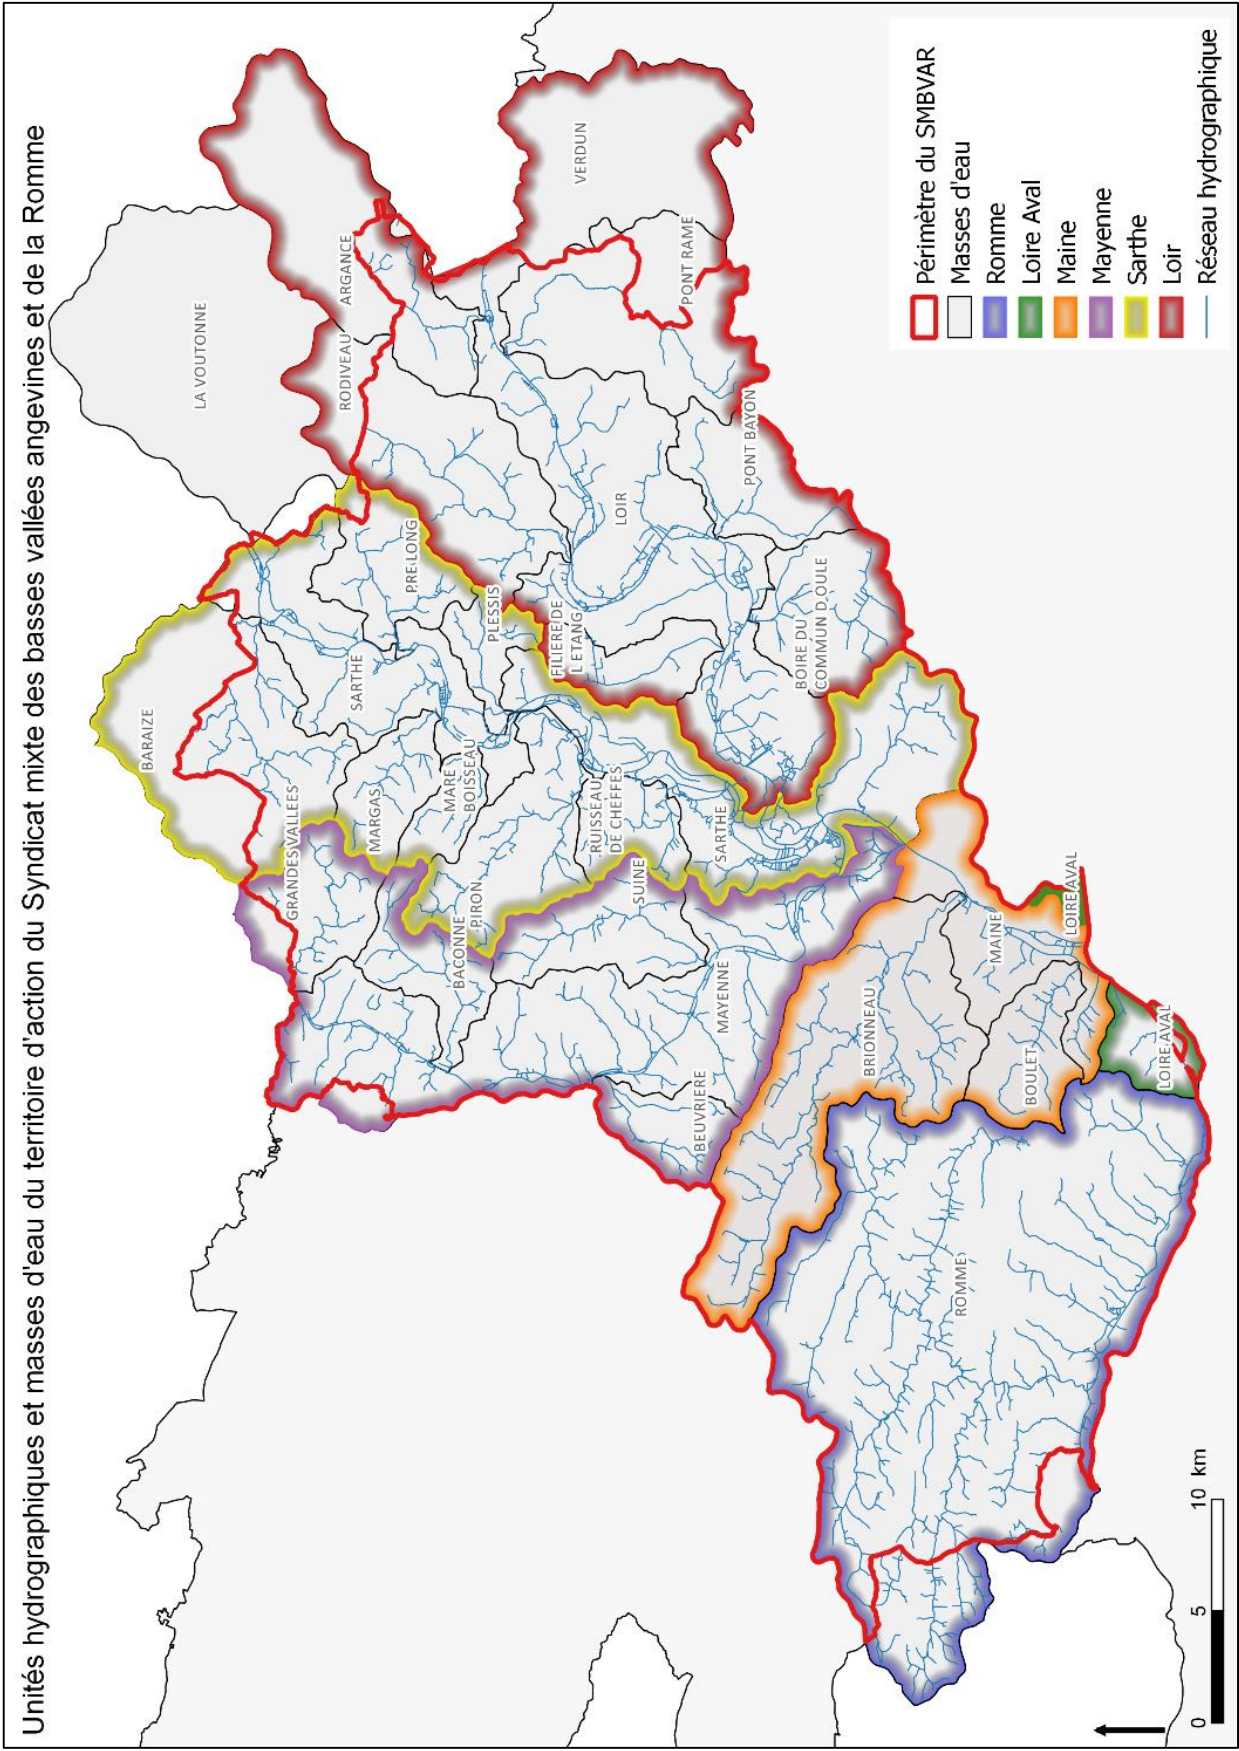 Unités hydrographiques et masses d'eau du territoire d'action du Syndicat mixte des basses vallées angevines et de la Romme
LA VOUTONNE
ARGANCE
RODIVEAU
VERDUN
PONT RAME
BARAIZE
PRE LONG
SARTHE
PLESSIS
FILIERE DE
L ETANG
LOIR
PONT BAYON
GRANDES VALLEES
MARGAS
MARE
BOISSEAU
RUISSEAU
DE CHEFFES
BOIRE DU
COMMUN D OULE
PIRON
BACONNE
SUINE
SARTHE
MAYENNE
BEUVRIERE
BRIONNEAU
MAINE
LOIRE AVAL
BOULET
LOIRE AVAL
ROMME
Périmètre du SMBVAR
Masses d'eau
Romme
Loire Aval
Maine
Mayenne
Sarthe
Loir
Réseau hydrographique
0 5 10 km